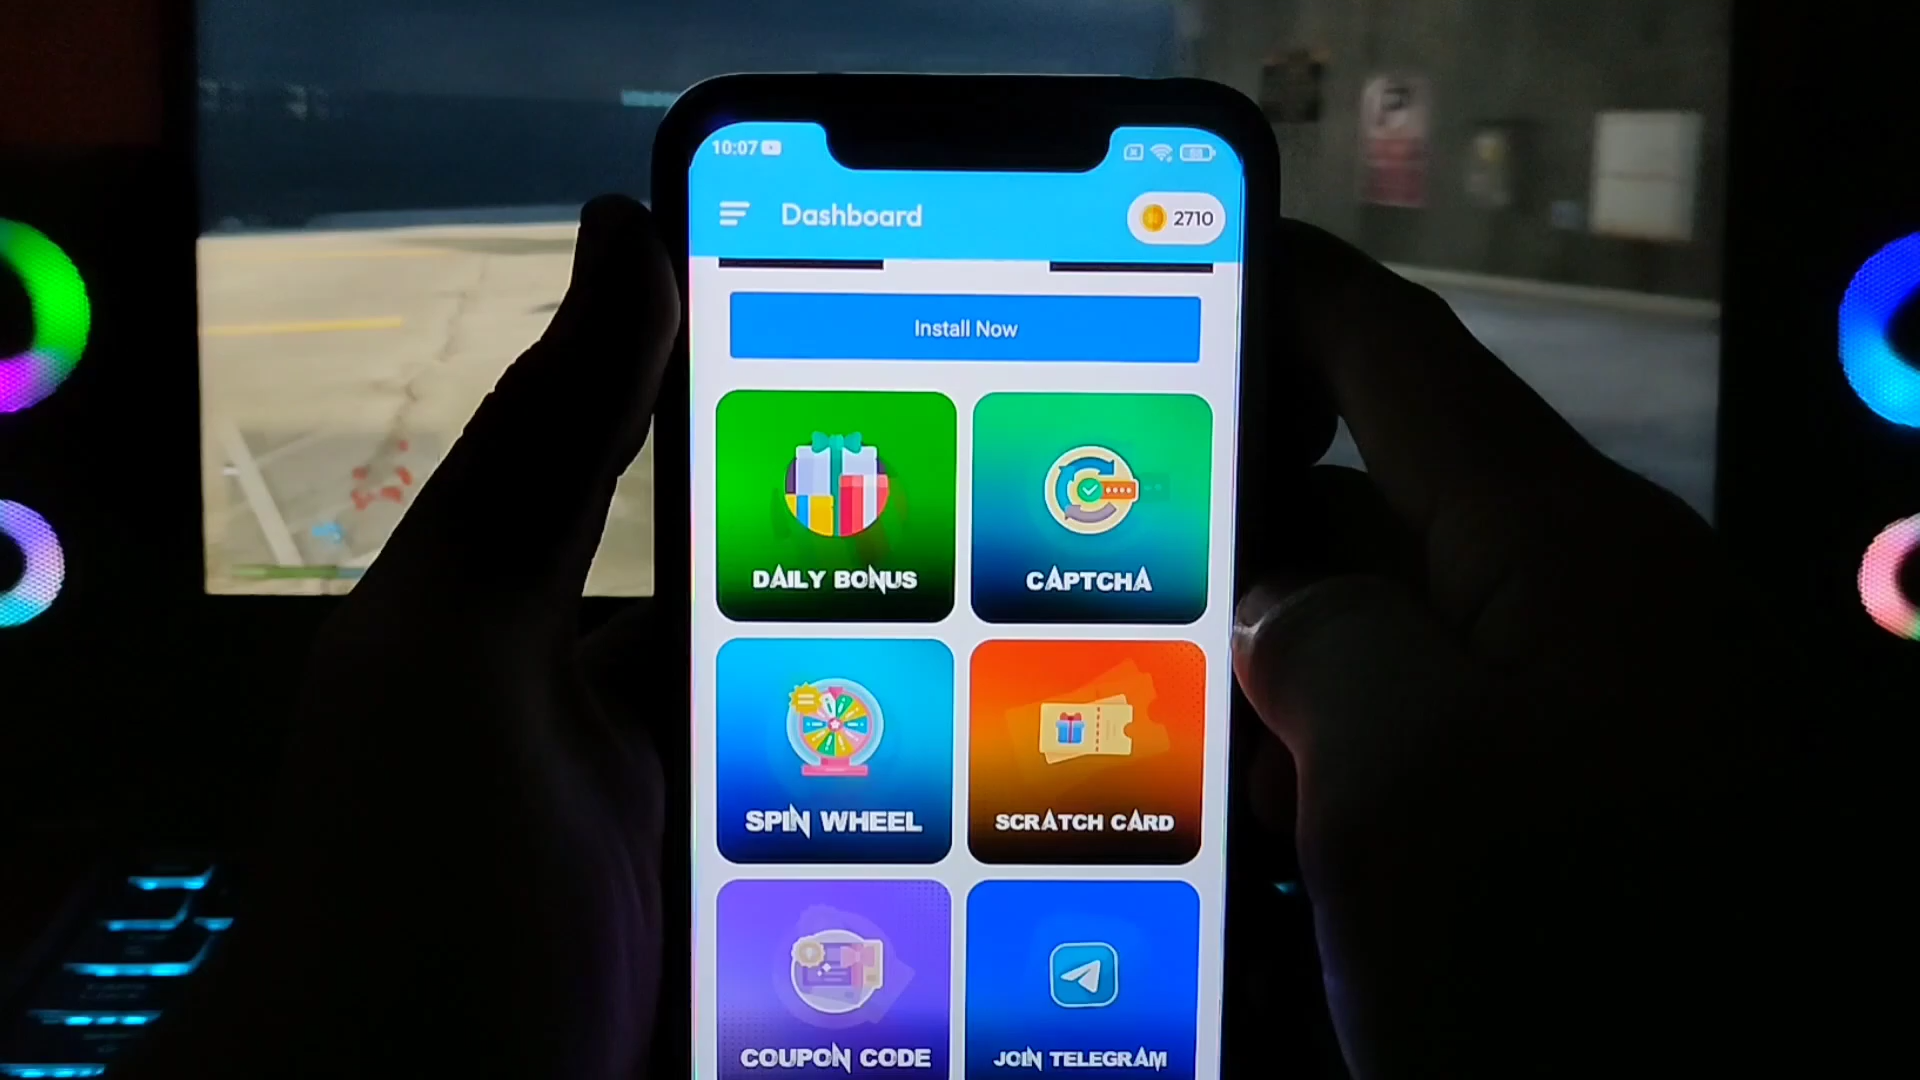 10:07
Dashboard
2710
Install Now
DAILY BONUS
CAPTCHA
SPIN WHEEL
SCRATCH CARD
COUPON CODE
JOIN TELEGRAM
P